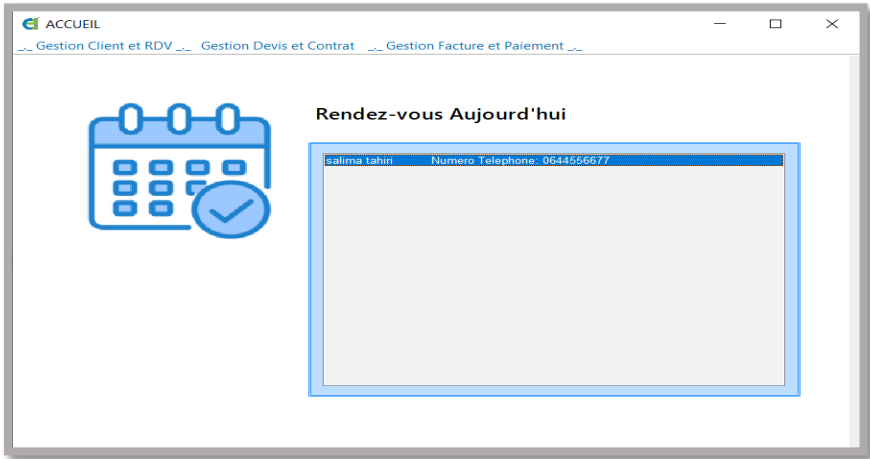 ACCUEIL
_._ Gestion Client et RDV _._ Gestion Devis et Contrat _._ Gestion Facture et Paiement _._
Rendez-vous Aujourd'hui
salima tahiri Numero Telephone: 0644556677